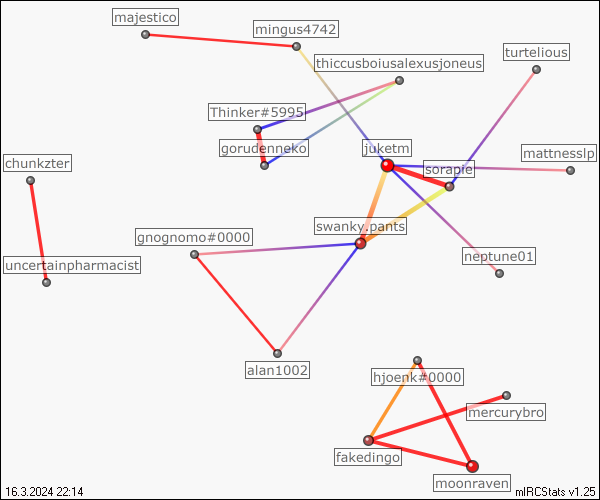 majestico
mingus4742
turtelious
thiccusboiusalexusjoneus
Thinker#5995
gorudenneko
juketm
mattnesslp
chunkzter
sorapie
swanky.pants
gnognomo#0000
neptune01
uncertainpharmacist
alan1002
hjoenk#0000
mercurybro
fakedingo
moonraven
16.3.2024 22:14
mIRCStats v1.25